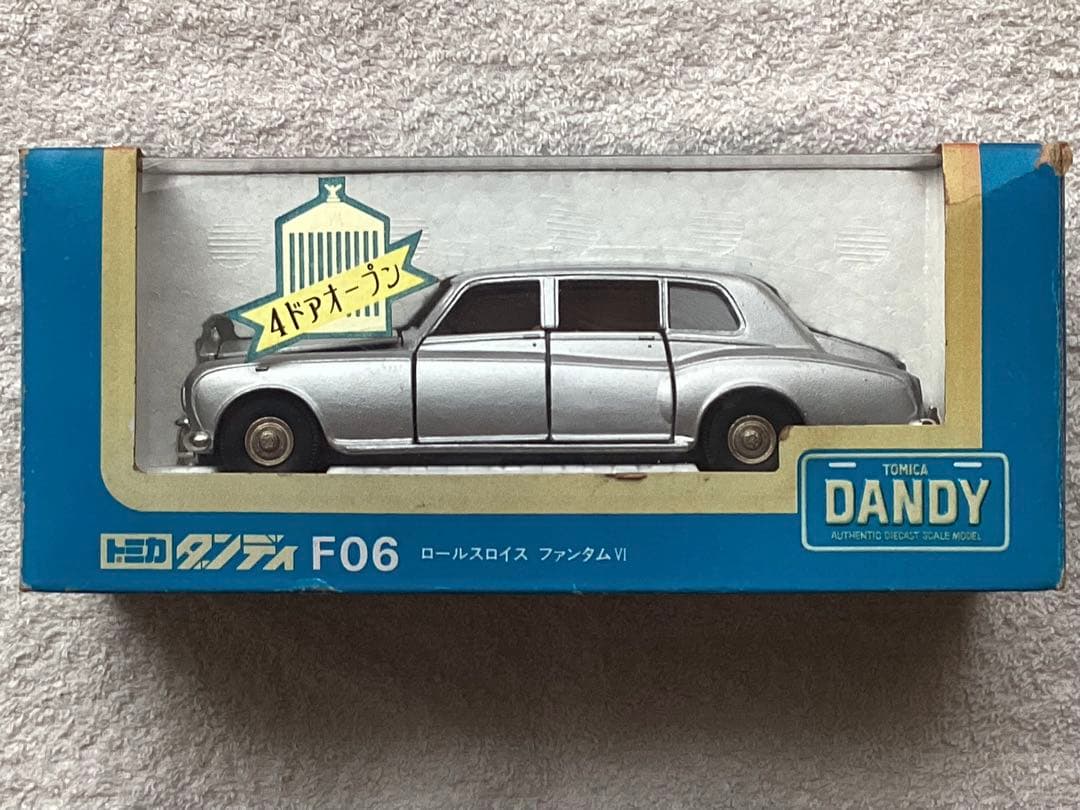 4ドアオープン
トミカ ダンディ F06 ロールスロイス ファンタムVI
TOMICA
DANDY
AUTHENTIC DIECAST SCALE MODEL